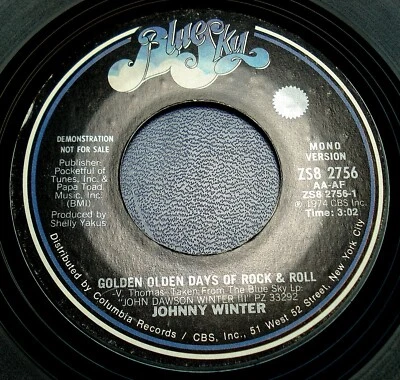 Blue Sky
DEMONSTRATION
NOT FOR SALE
Publisher:
Pocketful of
Tunes, Inc. &
Papa Toad
Music, Inc.
(BMI)
Produced by
Shelly Yakus
MONO
VERSION
ZS8 2756
AA-AF
ZS8 2756-1
℗ 1974 CBS Inc.
Time: 3:02
GOLDEN OLDEN DAYS OF ROCK & ROLL
-V. Thomas- Taken From The Blue Sky Lp:
"JOHN DAWSON WINTER III" PZ 33292
JOHNNY WINTER
Distributed by Columbia Records / CBS, Inc., 51 West 52 Street, New York City